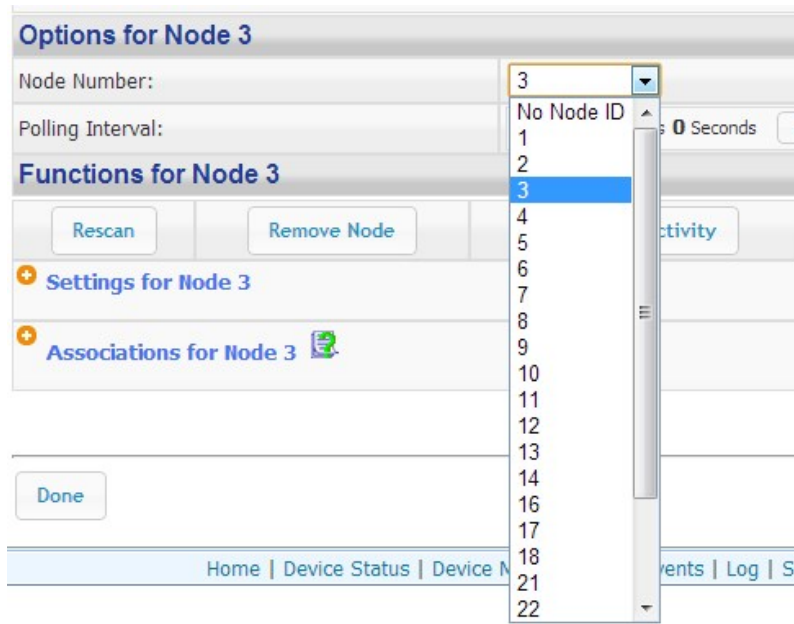 Options for Node 3
Node Number: 3
Polling Interval: 0 Seconds
Functions for Node 3
Rescan Remove Node
Settings for Node 3
Associations for Node 3
No Node ID
1
2
3
4
5
6
7
8
9
10
11
12
13
14
16
17
18
21
22
Done
Home | Device Status | Device | Log |